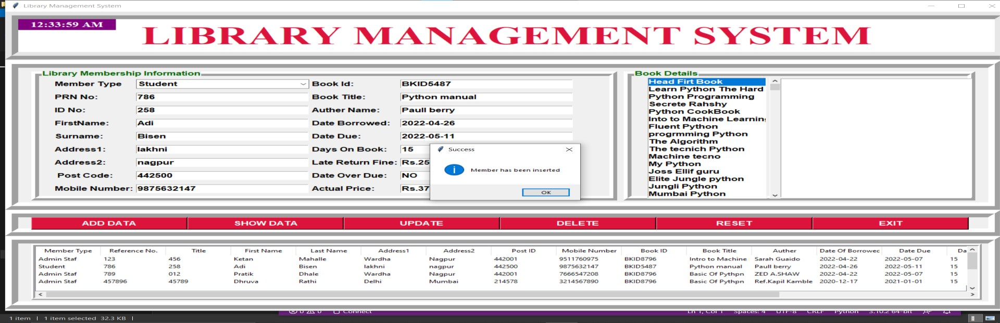 Library Management System
12:33:59 AM
LIBRARY MANAGEMENT SYSTEM
Library Membership Information
Member Type Student Book Id: BKID5487
PRN No: 786 Book Title: Python manual
ID No: 258 Auther Name: Paull berry
FirstName: Adi Date Borrowed: 2022-04-26
Surname: Bisen Date Due: 2022-05-11
Address1: lakhni Days On Book: 15
Address2: nagpur Late Return Fine: Rs.25
Post Code: 442500 Date Over Due: NO
Mobile Number: 9875632147 Actual Price: Rs.37
Success
Member has been inserted
OK
Book Details
Head Firt Book
Learn Python The Hard
Python Programming
Secrete Rahshy
Python CookBook
Into to Machine Learning
Fluent Python
progrmming Python
The Algorithm
The tecnich Python
Machine tecno
My Python
Joss Ellif guru
Elite Jungle python
Jungli Python
Mumbai Python
ADD DATA SHOW DATA UPDATE DELETE RESET EXIT
Member Type Reference No. Title First Name Last Name Address1 Address2 Post ID Mobile Number Book ID Book Title Auther Date Of Borrowec Date Due Da
Admin Staf 123 456 Ketan Mahalle Wardha Nagpur 442001 9511760975 BKID8796 Intro to Machine Sarah Guaido 2022-04-22 2022-05-07 15
Student 786 258 Adi Bisen lakhni nagpur 442500 9875632147 BKID5487 Python manual Paull berry 2022-04-26 2022-05-11 15
Admin Staf 789 012 Pratik Dhale Wardha Nagpur 442001 7666547208 BKID8796 Basic Of Pythpn ZED A.SHAW 2022-04-22 2022-05-07 15
Admin Staf 457896 45789 Dhruva Rathi Delhi Mumbai 214578 3214567890 BKID8796 Basic Of Pythpn Ref.Kapil Kamble 2020-12-17 2021-01-01 15
0 0 Connect Ln 1, Col 1 Spaces: 4 UTF-8 CRLF Python 3.10.2 64-bit
1 item 1 item selected 32.3 KB